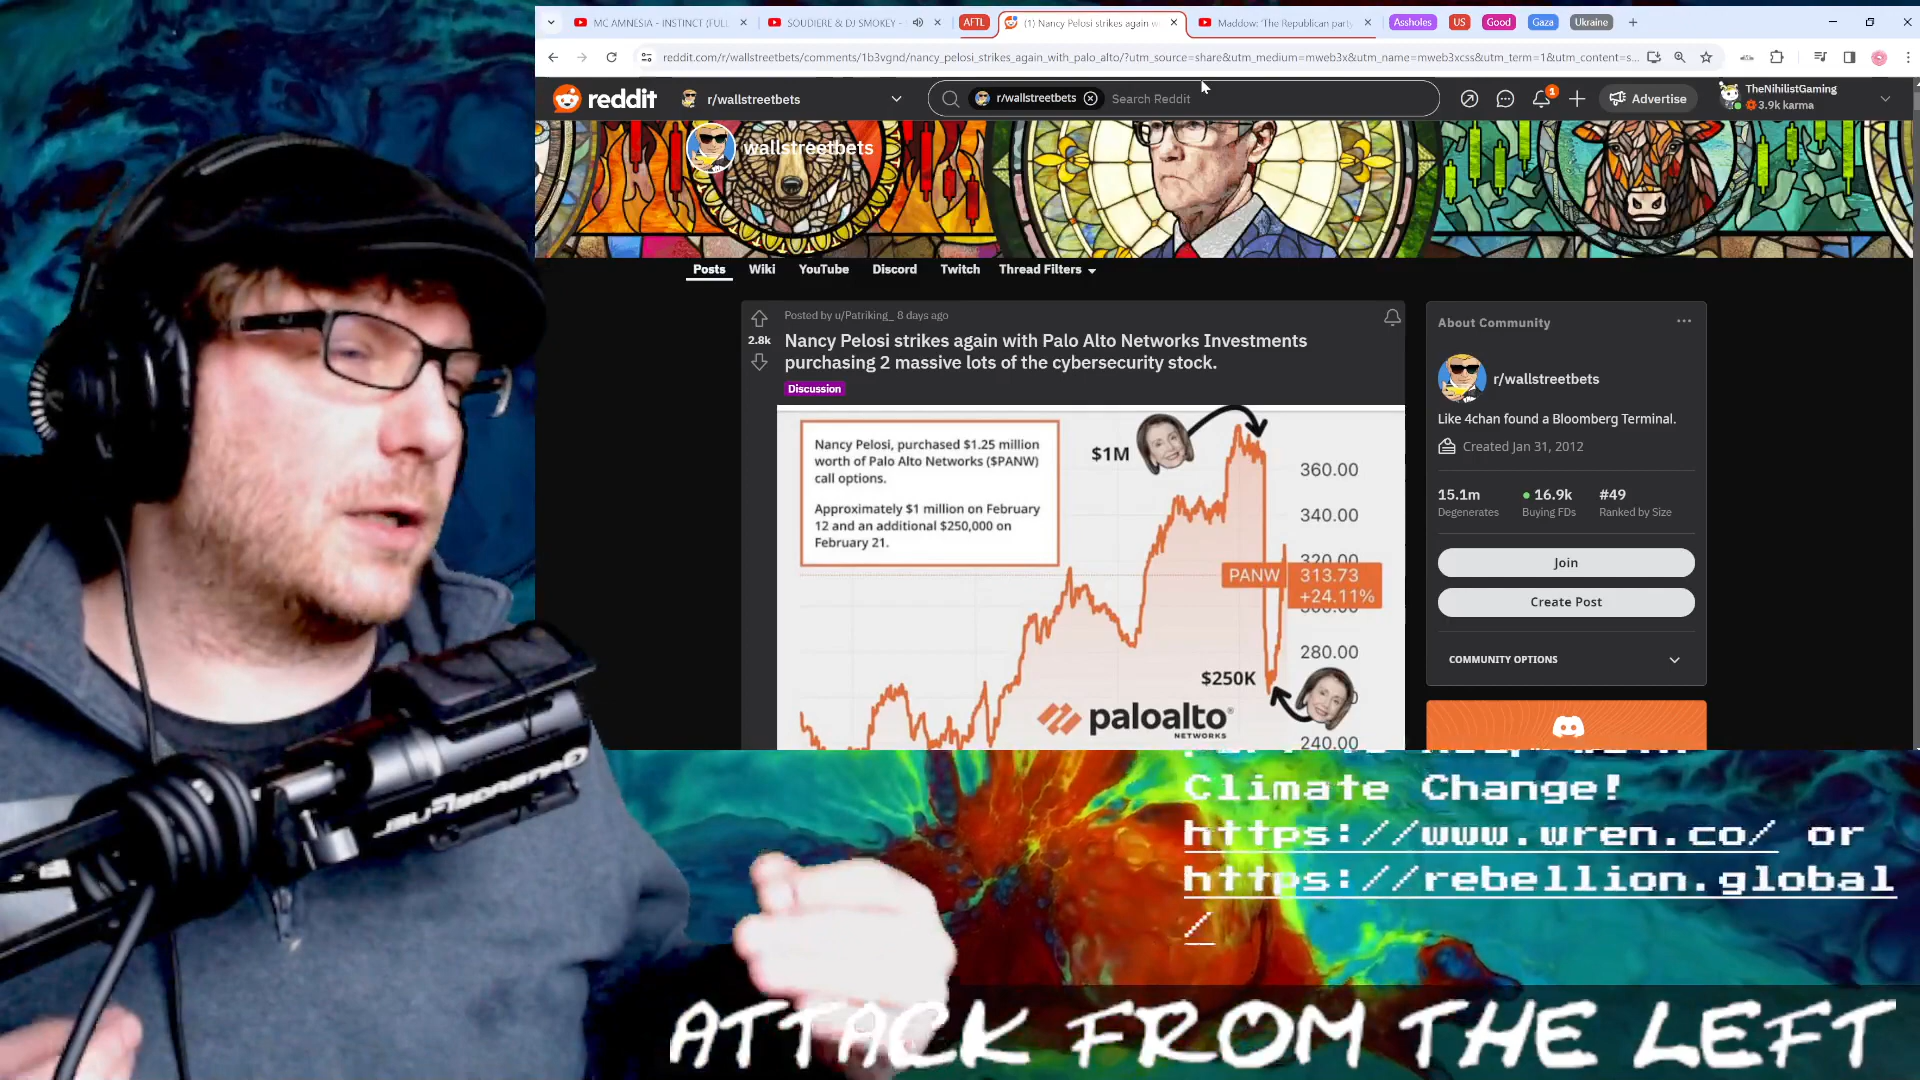 MC AMNESIA - INSTINCT (FULL
SOUDIERE & DJ SMOKEY -
AFTL
(1) Nancy Pelosi strikes again w
Maddow: 'The Republican party
Assholes
US
Good
Gaza
Ukraine
reddit.com/r/wallstreetbets/comments/1b3vgnd/nancy_pelosi_strikes_again_with_palo_alto/?utm_source=share&utm_medium=mweb3x&utm_name=mweb3xcss&utm_term=1&utm_content=s...
reddit
r/wallstreetbets
r/wallstreetbets
Search Reddit
1
Advertise
TheNihilistGaming
3.9k karma
wallstreetbets
Posts
Wiki
YouTube
Discord
Twitch
Thread Filters
Posted by u/Patriking_ 8 days ago
2.8k
Nancy Pelosi strikes again with Palo Alto Networks Investments
purchasing 2 massive lots of the cybersecurity stock.
Discussion
Nancy Pelosi, purchased $1.25 million
worth of Palo Alto Networks ($PANW)
call options.
Approximately $1 million on February
12 and an additional $250,000 on
February 21.
$1M
360.00
340.00
320.00
PANW
313.73
+24.11%
280.00
$250K
paloalto
NETWORKS
240.00
About Community
r/wallstreetbets
Like 4chan found a Bloomberg Terminal.
Created Jan 31, 2012
15.1m
16.9k
#49
Degenerates
Buying FDs
Ranked by Size
Join
Create Post
COMMUNITY OPTIONS
Climate Change!
https://www.wren.co/ or
https://rebellion.global
/
ATTACK FROM THE LEFT